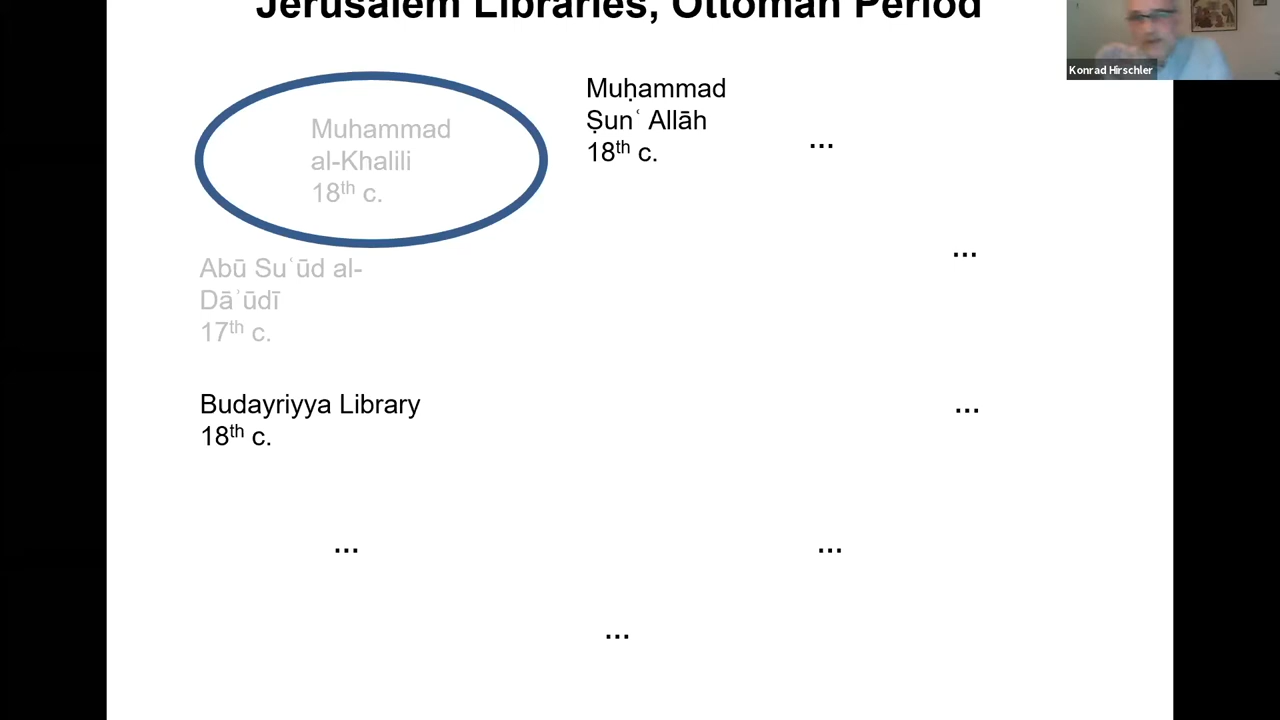 Jerusalem Libraries, Ottoman Period
Konrad Hirschler
Muhammad
al-Khalili
18th c.
Muḥammad
Ṣunʿ Allāh
18th c.
...
...
Abū Suʿūd al-
Dāʾūdī
17th c.
Budayriyya Library
18th c.
...
...
...
...